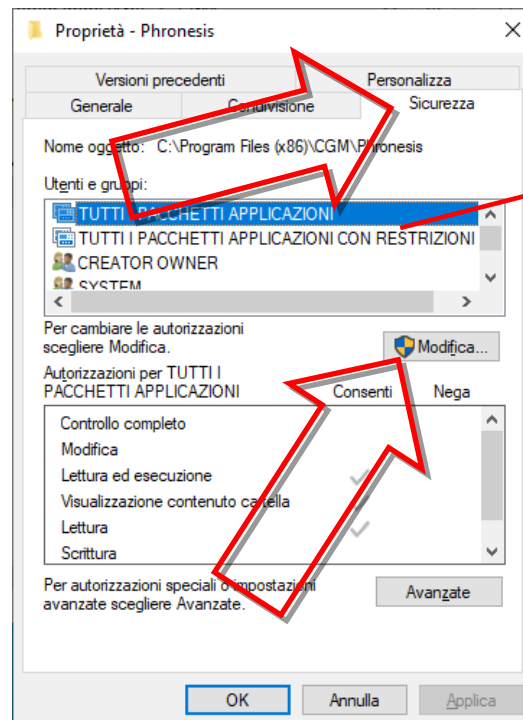 Proprietà - Phronesis
Versioni precedenti Personalizza
Generale Condivisione Sicurezza
Nome oggetto: C:\Program Files (x86)\CGM\Phronesis
Utenti e gruppi:
TUTTI I PACCHETTI APPLICAZIONI
TUTTI I PACCHETTI APPLICAZIONI CON RESTRIZIONI
CREATOR OWNER
SYSTEM
Per cambiare le autorizzazioni
scegliere Modifica.
Modifica...
Autorizzazioni per TUTTI I
PACCHETTI APPLICAZIONI Consenti Nega
Controllo completo
Modifica
Lettura ed esecuzione
Visualizzazione contenuto cartella
Lettura
Scrittura
Per autorizzazioni speciali o impostazioni
avanzate scegliere Avanzate.
Avanzate
OK Annulla Applica